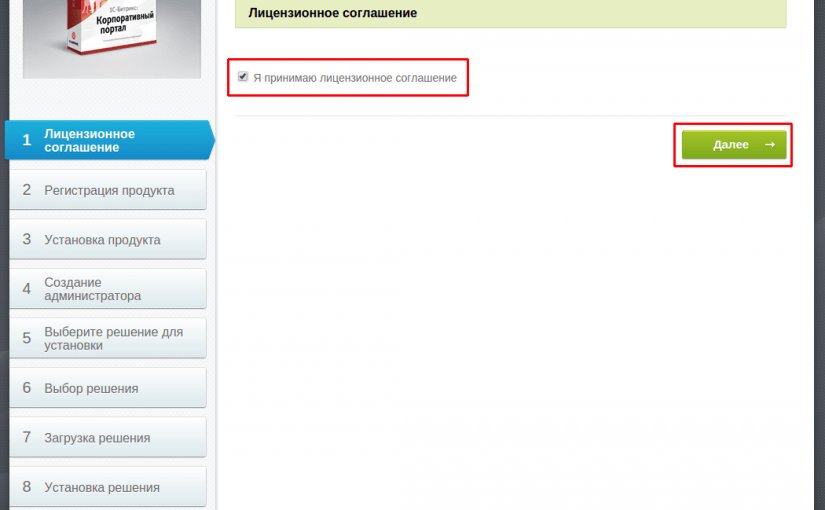 1С-Битрикс:
Корпоративный
портал
Лицензионное соглашение
Я принимаю лицензионное соглашение
Далее →
1 Лицензионное
соглашение
2 Регистрация продукта
3 Установка продукта
4 Создание
администратора
5 Выберите решение для
установки
6 Выбор решения
7 Загрузка решения
8 Установка решения